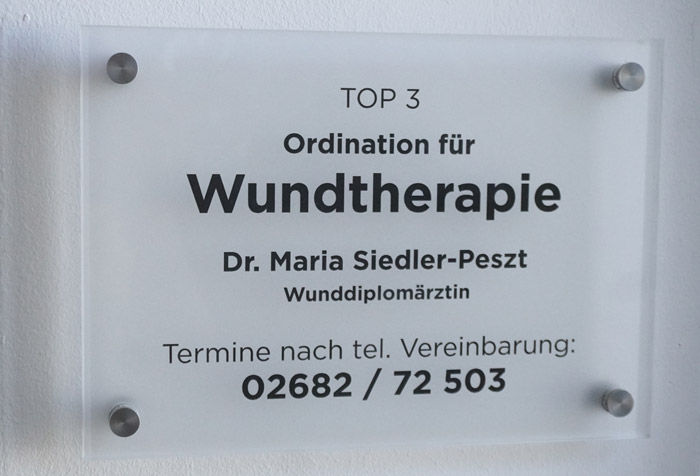 TOP 3
Ordination für
Wundtherapie
Dr. Maria Siedler-Peszt
Wunddiplomärztin
Termine nach tel. Vereinbarung:
02682 / 72 503